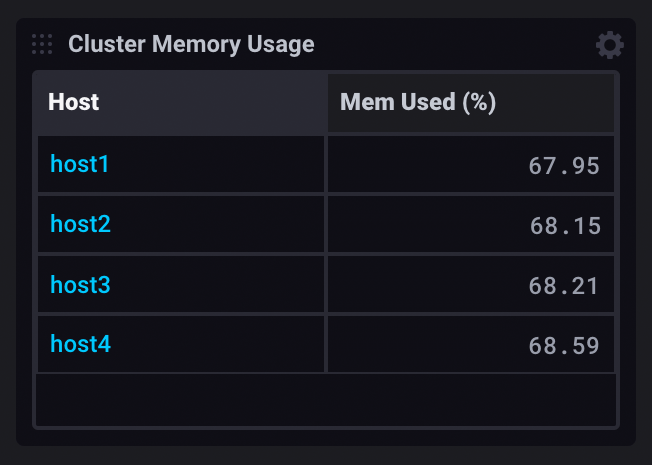 Cluster Memory Usage
Host Mem Used (%)
host1 67.95
host2 68.15
host3 68.21
host4 68.59